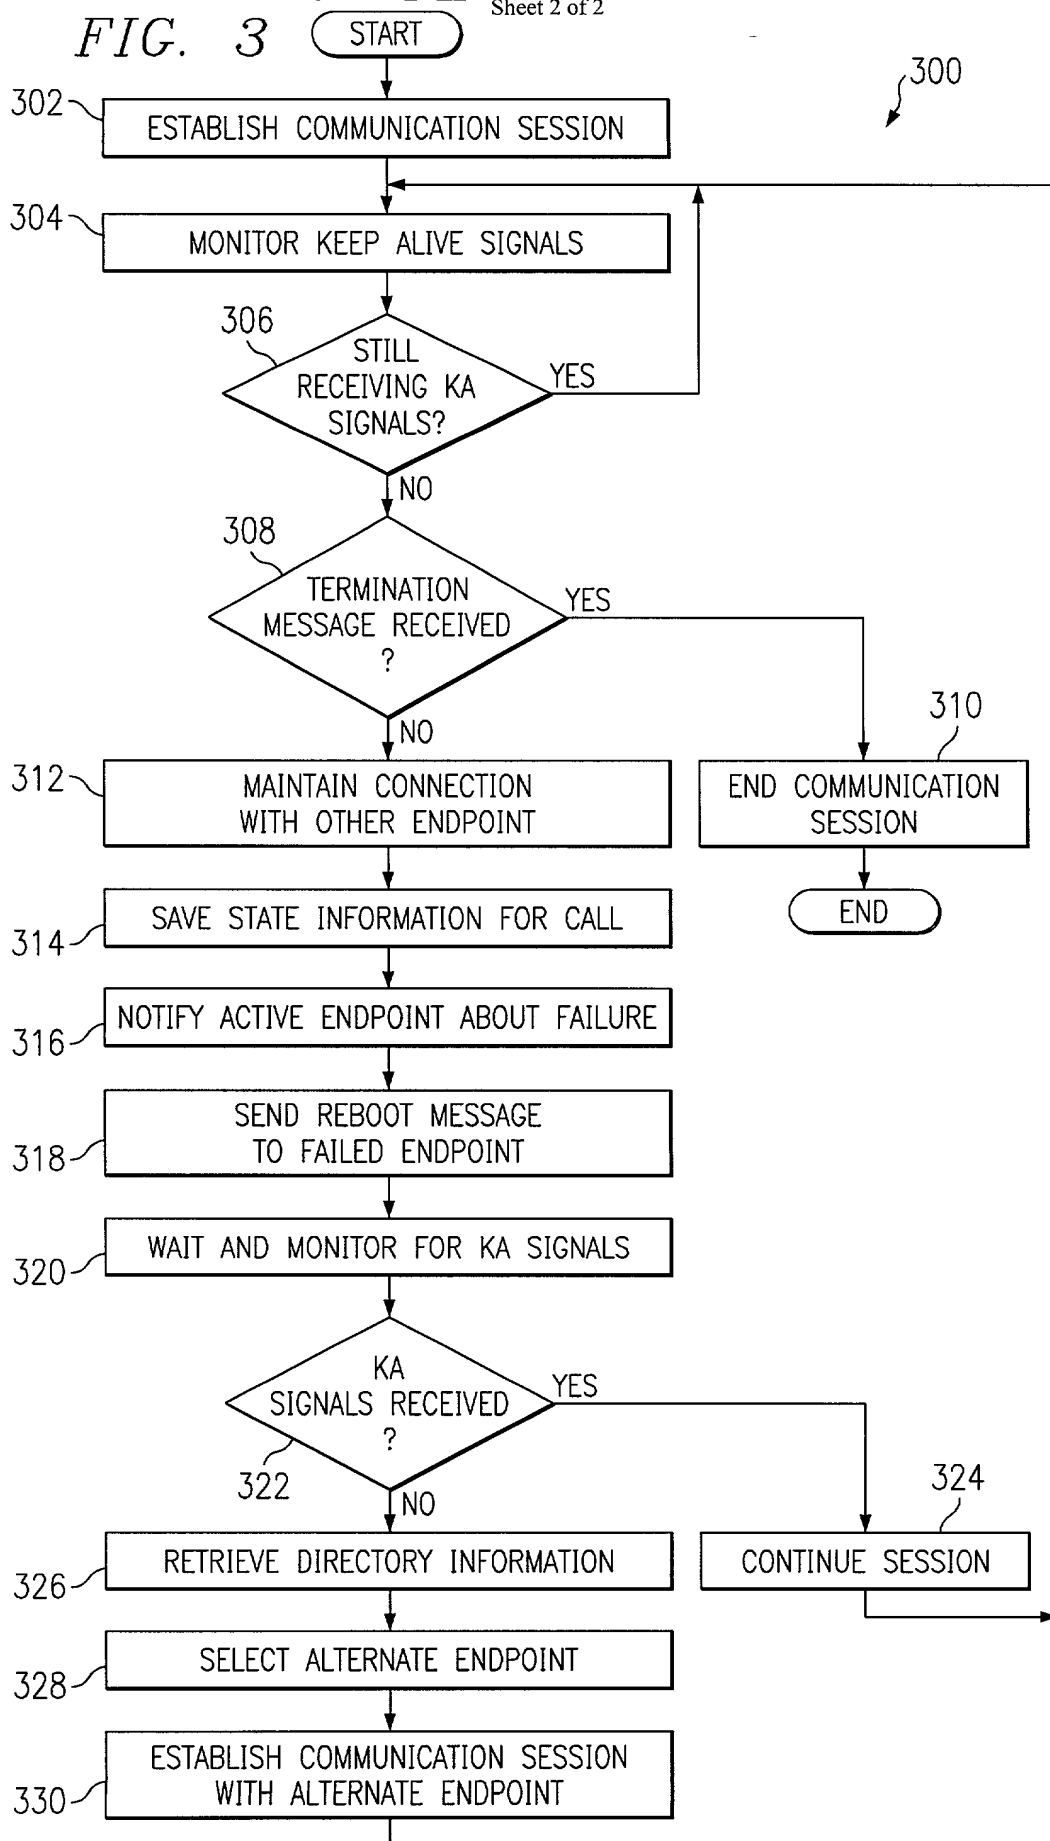 Sheet 2 of 2
FIG. 3
START
300
302
ESTABLISH COMMUNICATION SESSION
304
MONITOR KEEP ALIVE SIGNALS
306
STILL
RECEIVING KA
SIGNALS?
YES
NO
308
TERMINATION
MESSAGE RECEIVED
?
YES
NO
310
312
MAINTAIN CONNECTION
WITH OTHER ENDPOINT
END COMMUNICATION
SESSION
314
SAVE STATE INFORMATION FOR CALL
END
316
NOTIFY ACTIVE ENDPOINT ABOUT FAILURE
318
SEND REBOOT MESSAGE
TO FAILED ENDPOINT
320
WAIT AND MONITOR FOR KA SIGNALS
KA
SIGNALS RECEIVED
?
YES
322
NO
324
326
RETRIEVE DIRECTORY INFORMATION
CONTINUE SESSION
328
SELECT ALTERNATE ENDPOINT
330
ESTABLISH COMMUNICATION SESSION
WITH ALTERNATE ENDPOINT